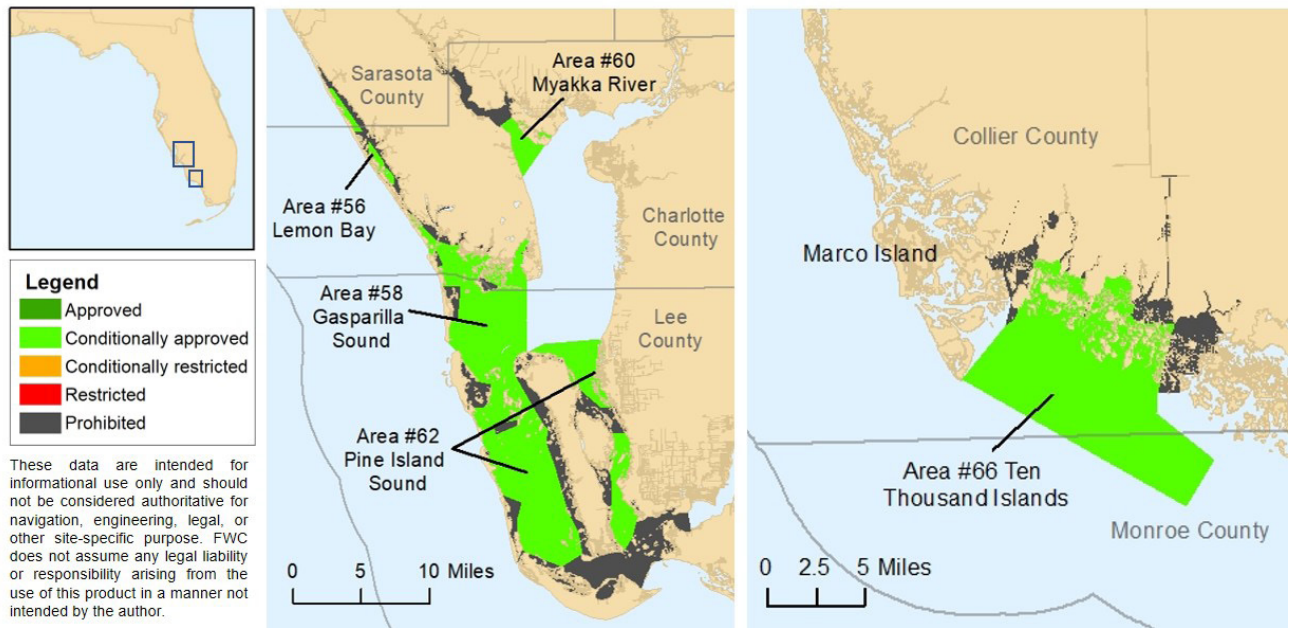 Legend
Approved
Conditionally approved
Conditionally restricted
Restricted
Prohibited
These data are intended for
informational use only and should
not be considered authoritative for
navigation, engineering, legal, or
other site-specific purpose. FWC
does not assume any legal liability
or responsibility arising from the
use of this product in a manner not
intended by the author.
Sarasota
County
Area #60
Myakka River
Area #56
Lemon Bay
Charlotte
County
Area #58
Gasparilla
Sound
Lee
County
Area #62
Pine Island
Sound
0 5 10 Miles
Collier County
Marco Island
Area #66 Ten
Thousand Islands
Monroe County
0 2.5 5 Miles